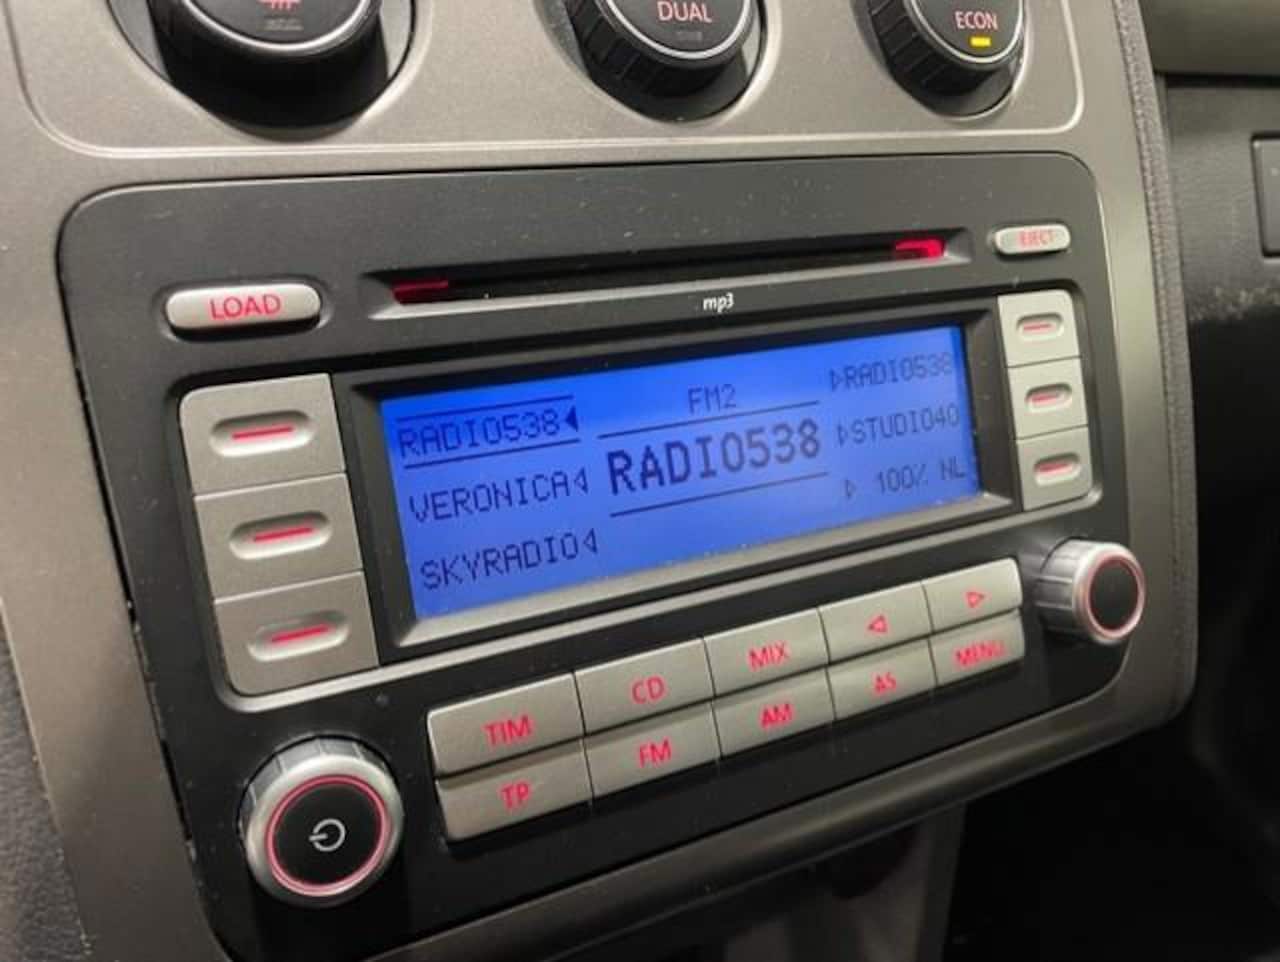 DUAL
ECON
EJECT
LOAD
mp3
RADIO538
FM2
RADIO538
VERONICA
RADIO538
STUDIO40
SKYRADIO
100% NL
TIM
CD
MIX
TP
FM
AM
AS
MENU